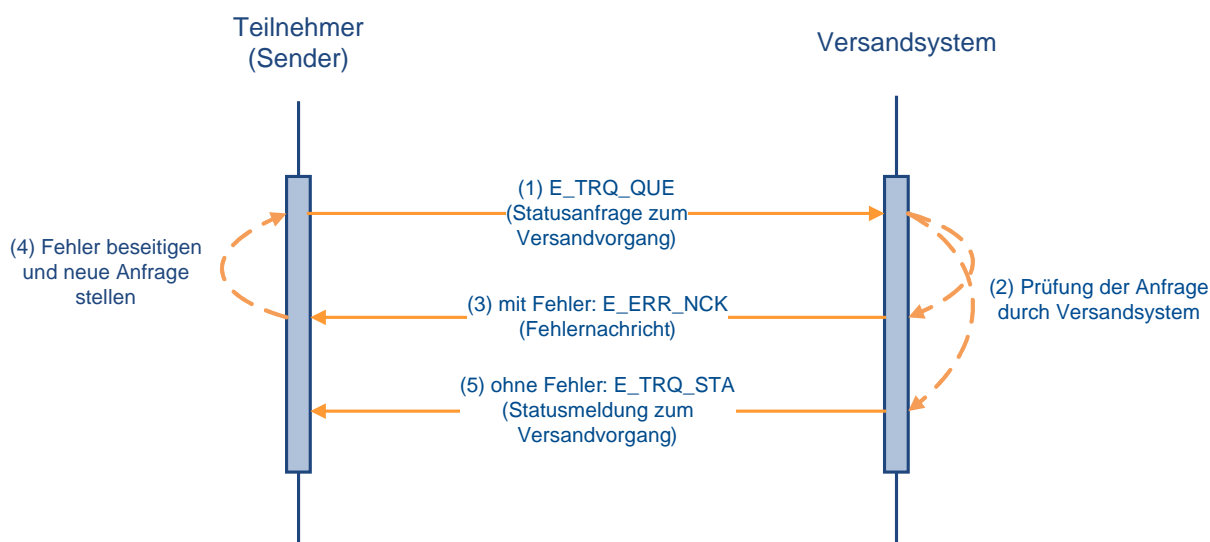 Teilnehmer
(Sender)
Versandsystem
(1) E_TRQ_QUE
(Statusanfrage zum
Versandvorgang)
(4) Fehler beseitigen
und neue Anfrage
stellen
(2) Prüfung der Anfrage
durch Versandsystem
(3) mit Fehler: E_ERR_NCK
(Fehlernachricht)
(5) ohne Fehler: E_TRQ_STA
(Statusmeldung zum
Versandvorgang)